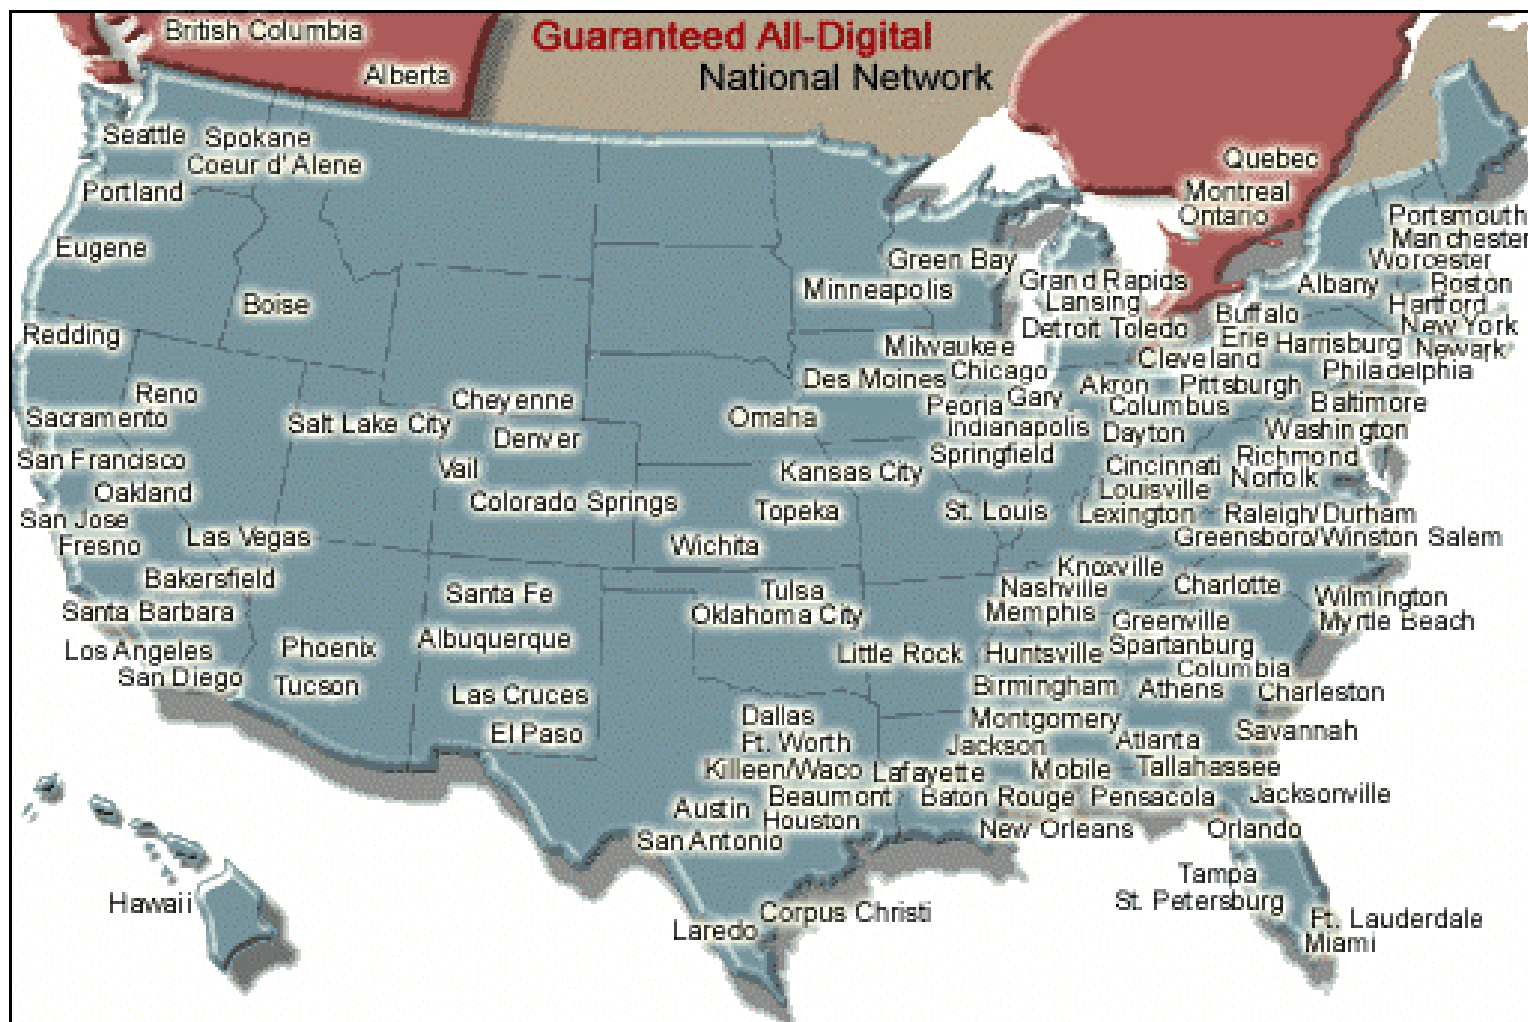 British Columbia
Guaranteed All-Digital
National Network
Alberta
Seattle
Spokane
Coeur d'Alene
Portland
Eugene
Boise
Redding
Reno
Sacramento
San Francisco
Oakland
San Jose
Fresno
Las Vegas
Bakersfield
Santa Barbara
Los Angeles
San Diego
Phoenix
Tucson
Salt Lake City
Cheyenne
Denver
Vail
Colorado Springs
Santa Fe
Albuquerque
Las Cruces
El Paso
Quebec
Montreal
Ontario
Green Bay
Minneapolis
Milwaukee
Des Moines
Chicago
Omaha
Peoria
Gary
Indianapolis
Springfield
Kansas City
Topeka
St. Louis
Wichita
Tulsa
Oklahoma City
Little Rock
Grand Rapids
Lansing
Detroit
Toledo
Cleveland
Akron
Pittsburgh
Columbus
Dayton
Cincinnati
Louisville
Lexington
Portsmouth
Manchester
Worcester
Albany
Boston
Hartford
Buffalo
New York
Erie
Harrisburg
Newark
Philadelphia
Baltimore
Washington
Richmond
Norfolk
Raleigh/Durham
Greensboro/Winston Salem
Knoxville
Nashville
Memphis
Charlotte
Wilmington
Greenville
Myrtle Beach
Spartanburg
Huntsville
Columbia
Birmingham
Athens
Charleston
Montgomery
Savannah
Jackson
Atlanta
Dallas
Ft. Worth
Killeen/Waco
Lafayette
Mobile
Tallahassee
Austin
Beaumont
Baton Rouge
Pensacola
Jacksonville
Houston
San Antonio
New Orleans
Orlando
Tampa
St. Petersburg
Ft. Lauderdale
Miami
Corpus Christi
Laredo
Hawaii